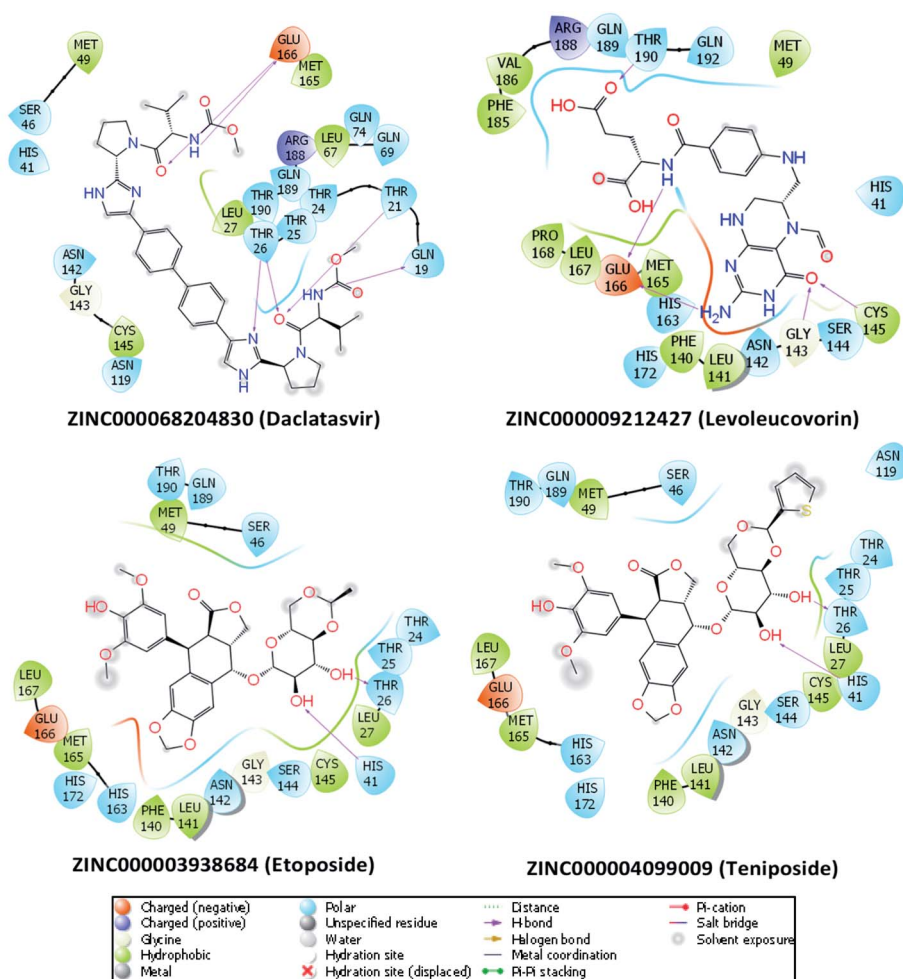 MET 49
GLU 166
MET 165
SER 46
HIS 41
ARG 188
LEU 67
GLN 74
GLN 69
GLN 189
THR 190
THR 24
THR 21
LEU 27
THR 25
THR 26
GLN 19
ASN 142
GLY 143
CYS 145
ASN 119
N
O
N
H
O
O
NH
N
O
O
NH
O
N
N
N
H
ZINC000068204830 (Daclatasvir)
ARG 188
GLN 189
THR 190
GLN 192
MET 49
VAL 186
PHE 185
HIS 41
PRO 168
LEU 167
GLU 166
MET 165
HIS 163
CYS 145
SER 144
GLY 143
ASN 142
LEU 141
PHE 140
HIS 172
O
HO
O
NH
O
OH
NH
HN
N
O
N
O
NH
H2N
ZINC000009212427 (Levoleucovorin)
THR 190
GLN 189
MET 49
SER 46
THR 24
THR 25
THR 26
LEU 27
LEU 167
GLU 166
MET 165
HIS 172
HIS 163
PHE 140
LEU 141
ASN 142
GLY 143
SER 144
CYS 145
HIS 41
O
HO
O
O
O
O
O
O
O
OH
OH
O
O
ZINC000003938684 (Etoposide)
ASN 119
THR 190
GLN 189
MET 49
SER 46
THR 24
THR 25
THR 26
LEU 27
HIS 41
CYS 145
SER 144
GLY 143
ASN 142
LEU 141
PHE 140
LEU 167
GLU 166
MET 165
HIS 163
HIS 172
S
O
HO
O
O
O
O
O
O
O
OH
OH
O
O
ZINC000004099009 (Teniposide)
Charged (negative)
Charged (positive)
Glycine
Hydrophobic
Metal
Polar
Unspecified residue
Water
Hydration site
Hydration site (displaced)
Distance
H-bond
Halogen bond
Metal coordination
Pi-Pi stacking
Pi-cation
Salt bridge
Solvent exposure